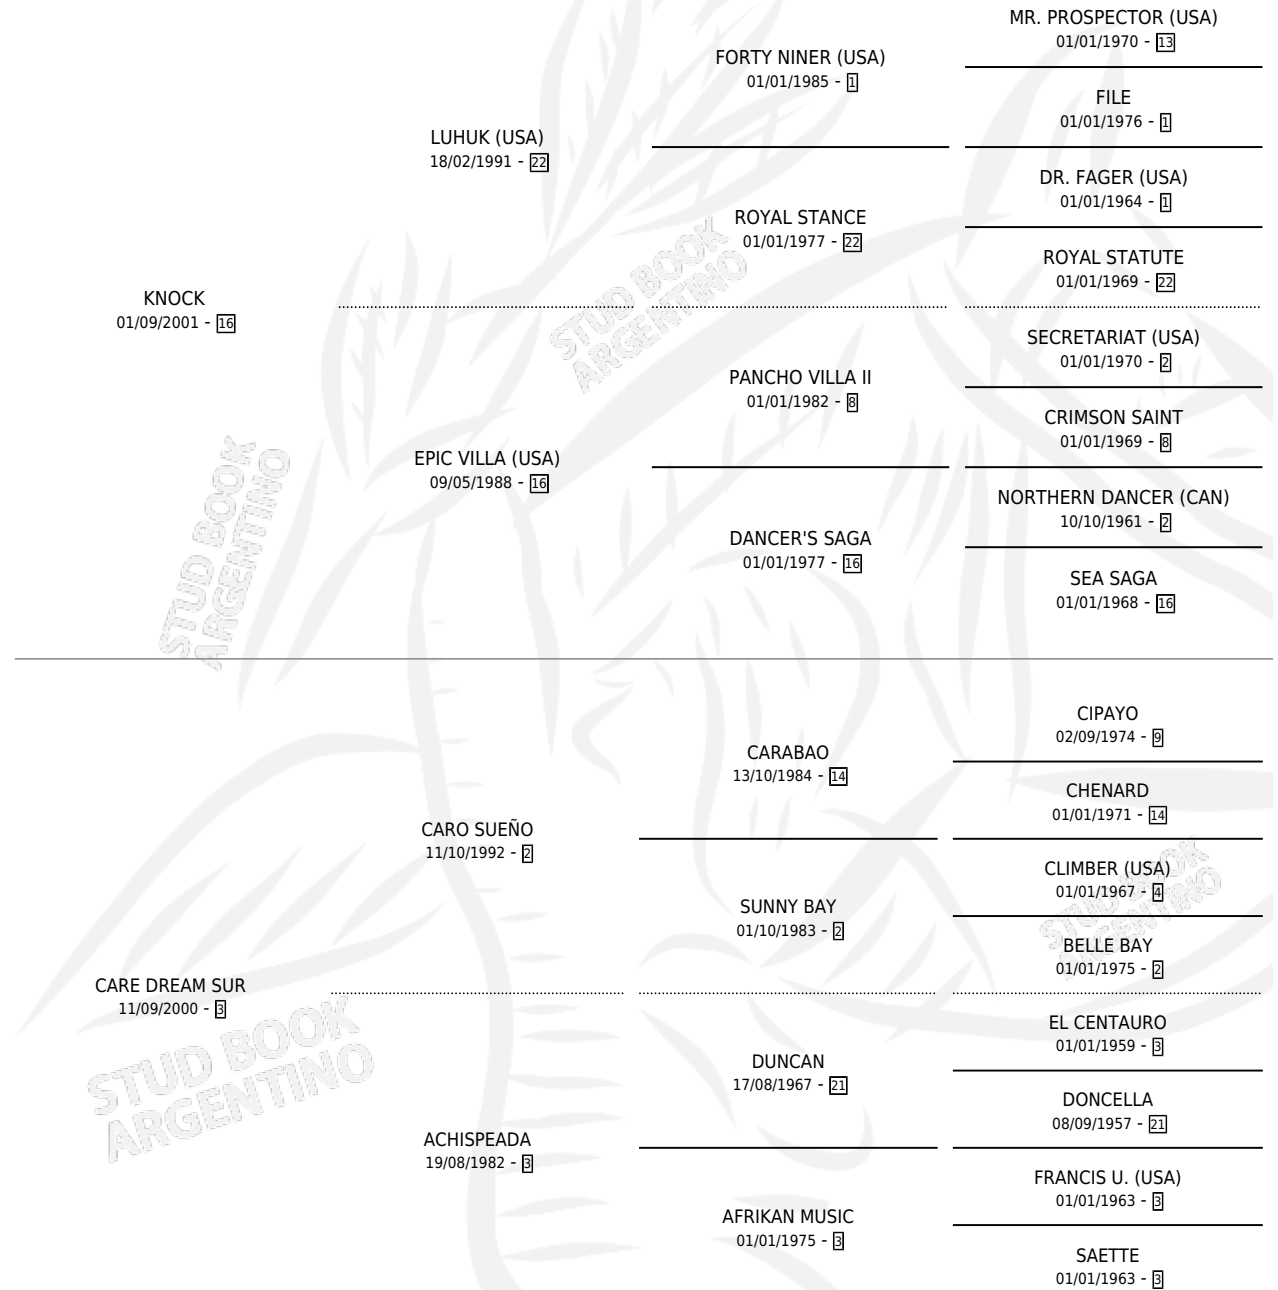 MR. PROSPECTOR (USA)
01/01/1970 - 13
FORTY NINER (USA)
01/01/1985 - 1
FILE
01/01/1976 - 1
LUHUK (USA)
18/02/1991 - 22
DR. FAGER (USA)
01/01/1964 - 1
ROYAL STANCE
01/01/1977 - 22
ROYAL STATUTE
01/01/1969 - 22
KNOCK
01/09/2001 - 16
SECRETARIAT (USA)
01/01/1970 - 2
PANCHO VILLA II
01/01/1982 - 8
CRIMSON SAINT
01/01/1969 - 8
EPIC VILLA (USA)
09/05/1988 - 16
NORTHERN DANCER (CAN)
10/10/1961 - 2
DANCER'S SAGA
01/01/1977 - 16
SEA SAGA
01/01/1968 - 16
CIPAYO
02/09/1974 - 9
CARABAO
13/10/1984 - 14
CHENARD
01/01/1971 - 14
CARO SUEÑO
11/10/1992 - 2
CLIMBER (USA)
01/01/1967 - 4
SUNNY BAY
01/10/1983 - 2
BELLE BAY
01/01/1975 - 2
CARE DREAM SUR
11/09/2000 - 3
EL CENTAURO
01/01/1959 - 3
DUNCAN
17/08/1967 - 21
DONCELLA
08/09/1957 - 21
ACHISPEADA
19/08/1982 - 3
FRANCIS U. (USA)
01/01/1963 - 3
AFRIKAN MUSIC
01/01/1975 - 3
SAETTE
01/01/1963 - 3
STUD BOOK
ARGENTINO
STUD BOOK
ARGENTINO
STUD BOOK
ARGENTINO
STUD BOOK
ARGENTINO